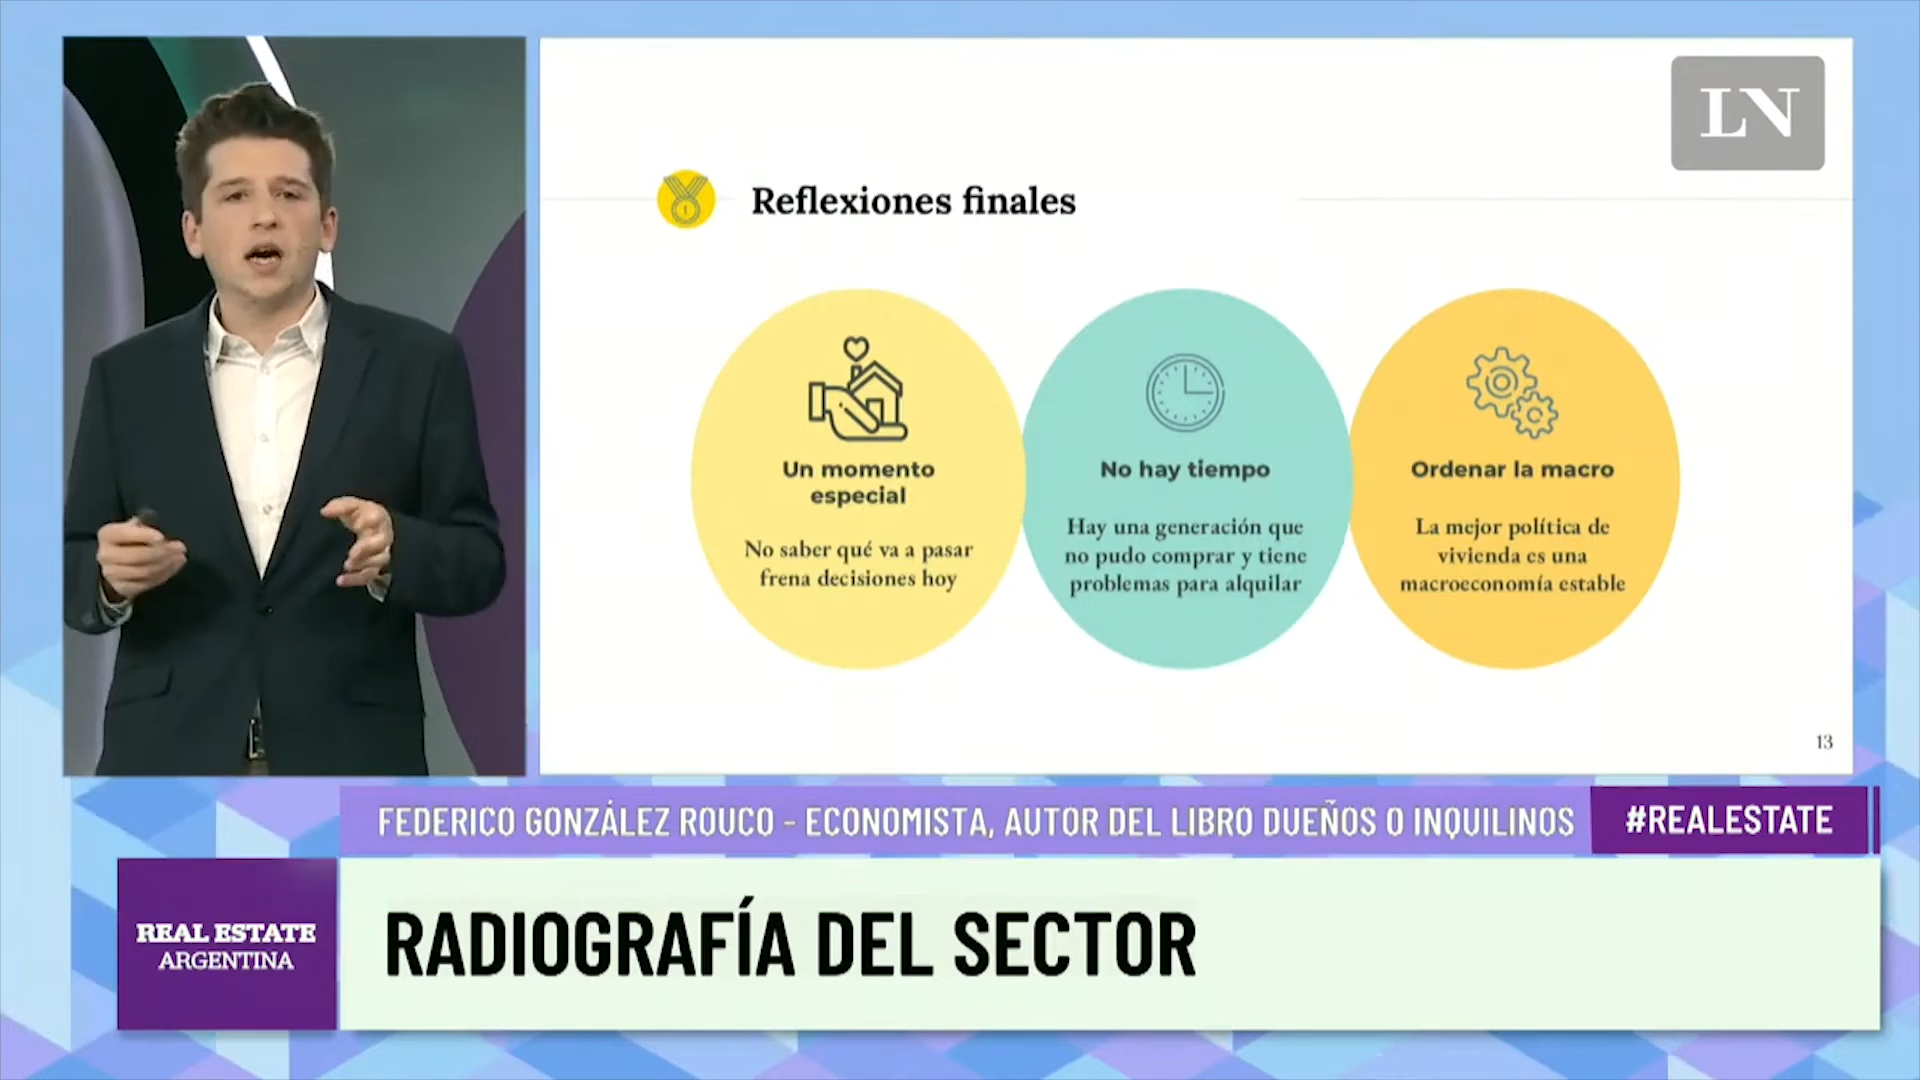 LN
1
Reflexiones finales
Un momento
especial
No saber qué va a pasar
frena decisiones hoy
No hay tiempo
Hay una generación que
no pudo comprar y tiene
problemas para alquilar
Ordenar la macro
La mejor política de
vivienda es una
macroeconomía estable
13
FEDERICO GONZÁLEZ ROUCO - ECONOMISTA, AUTOR DEL LIBRO DUEÑOS O INQUILINOS
#REALESTATE
REAL ESTATE
ARGENTINA
RADIOGRAFÍA DEL SECTOR